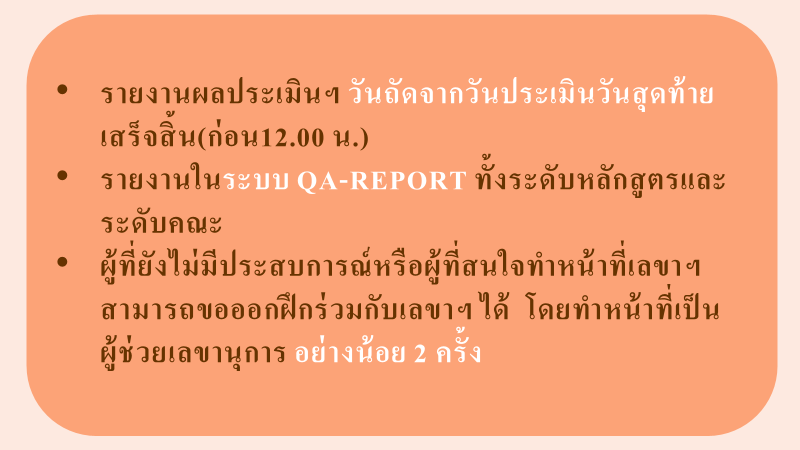 • รายงานผลประเมินฯ วันถัดจากวันประเมินวันสุดท้าย
เสร็จสิ้น(ก่อน12.00 น.)
• รายงานในระบบ QA-REPORT ทั้งระดับหลักสูตรและ
ระดับคณะ
• ผู้ที่ยังไม่มีประสบการณ์หรือผู้ที่สนใจทำหน้าที่เลขาฯ
สามารถขอออกฝึกร่วมกับเลขาฯ ได้ โดยทำหน้าที่เป็น
ผู้ช่วยเลขานุการ อย่างน้อย 2 ครั้ง